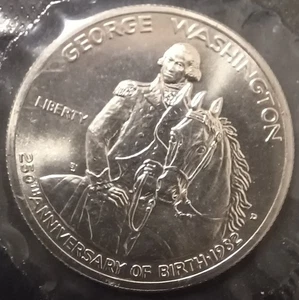 GEORGE WASHINGTON
LIBERTY
D
250TH ANNIVERSARY OF BIRTH·1982